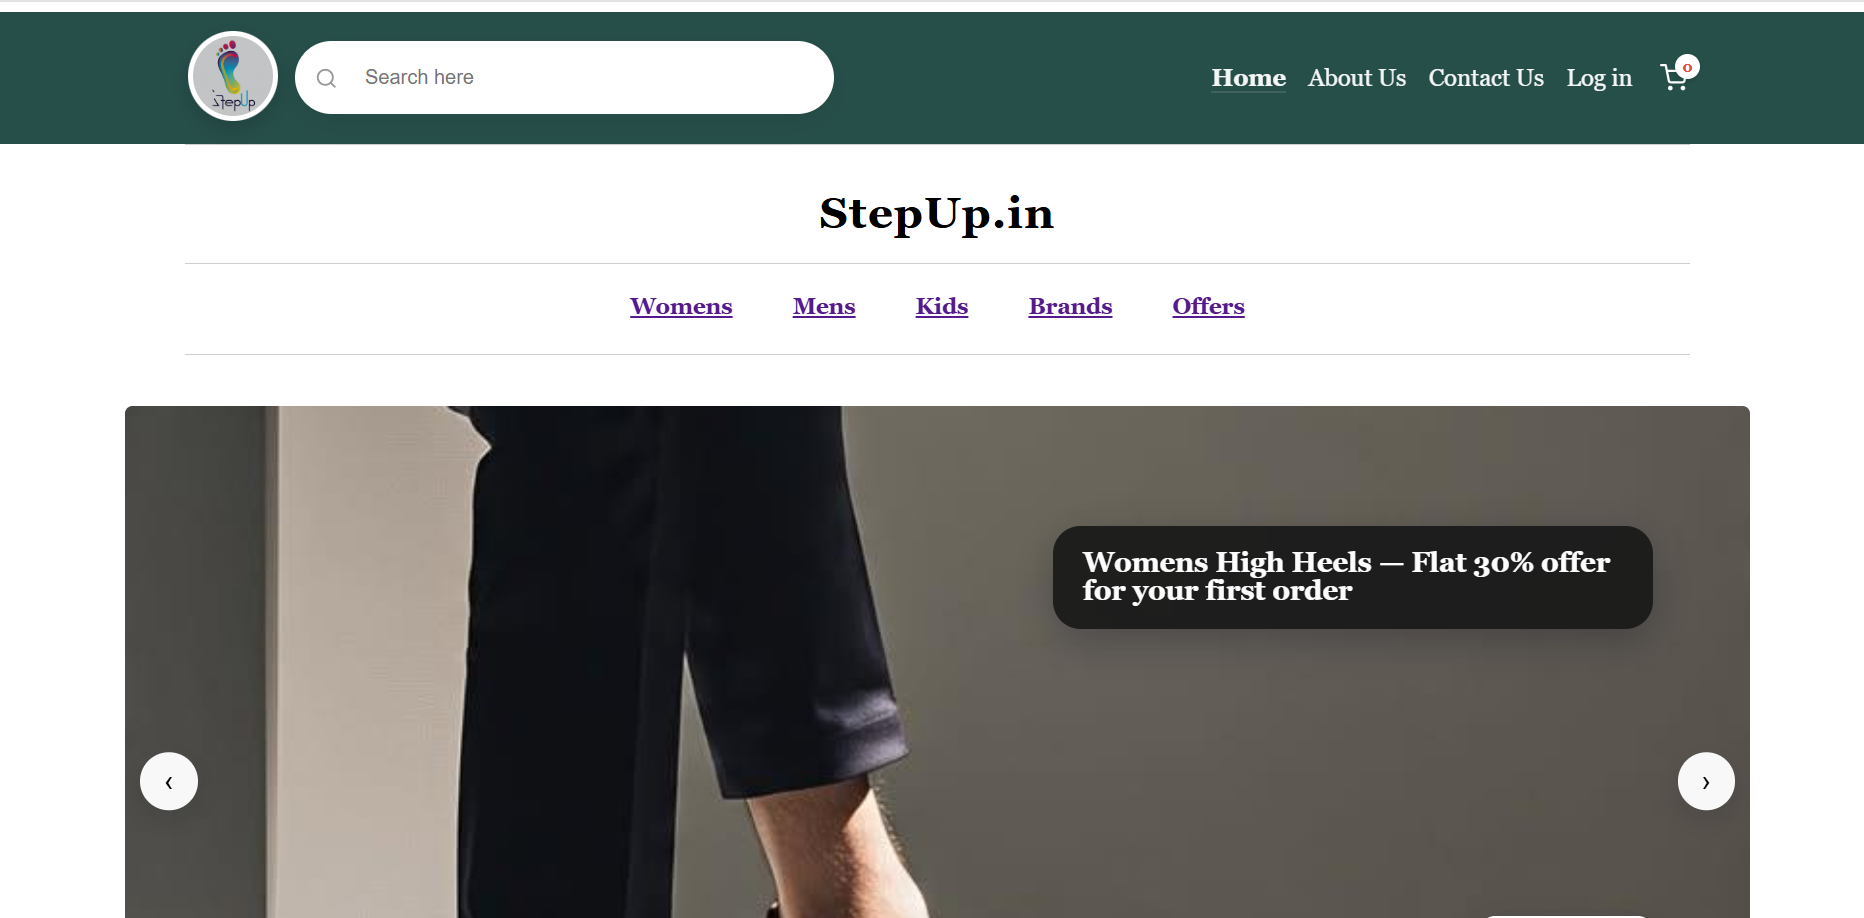 StepUp
Search here
Home About Us Contact Us Log in 0
StepUp.in
Womens Mens Kids Brands Offers
Womens High Heels — Flat 30% offer
for your first order
‹ ›